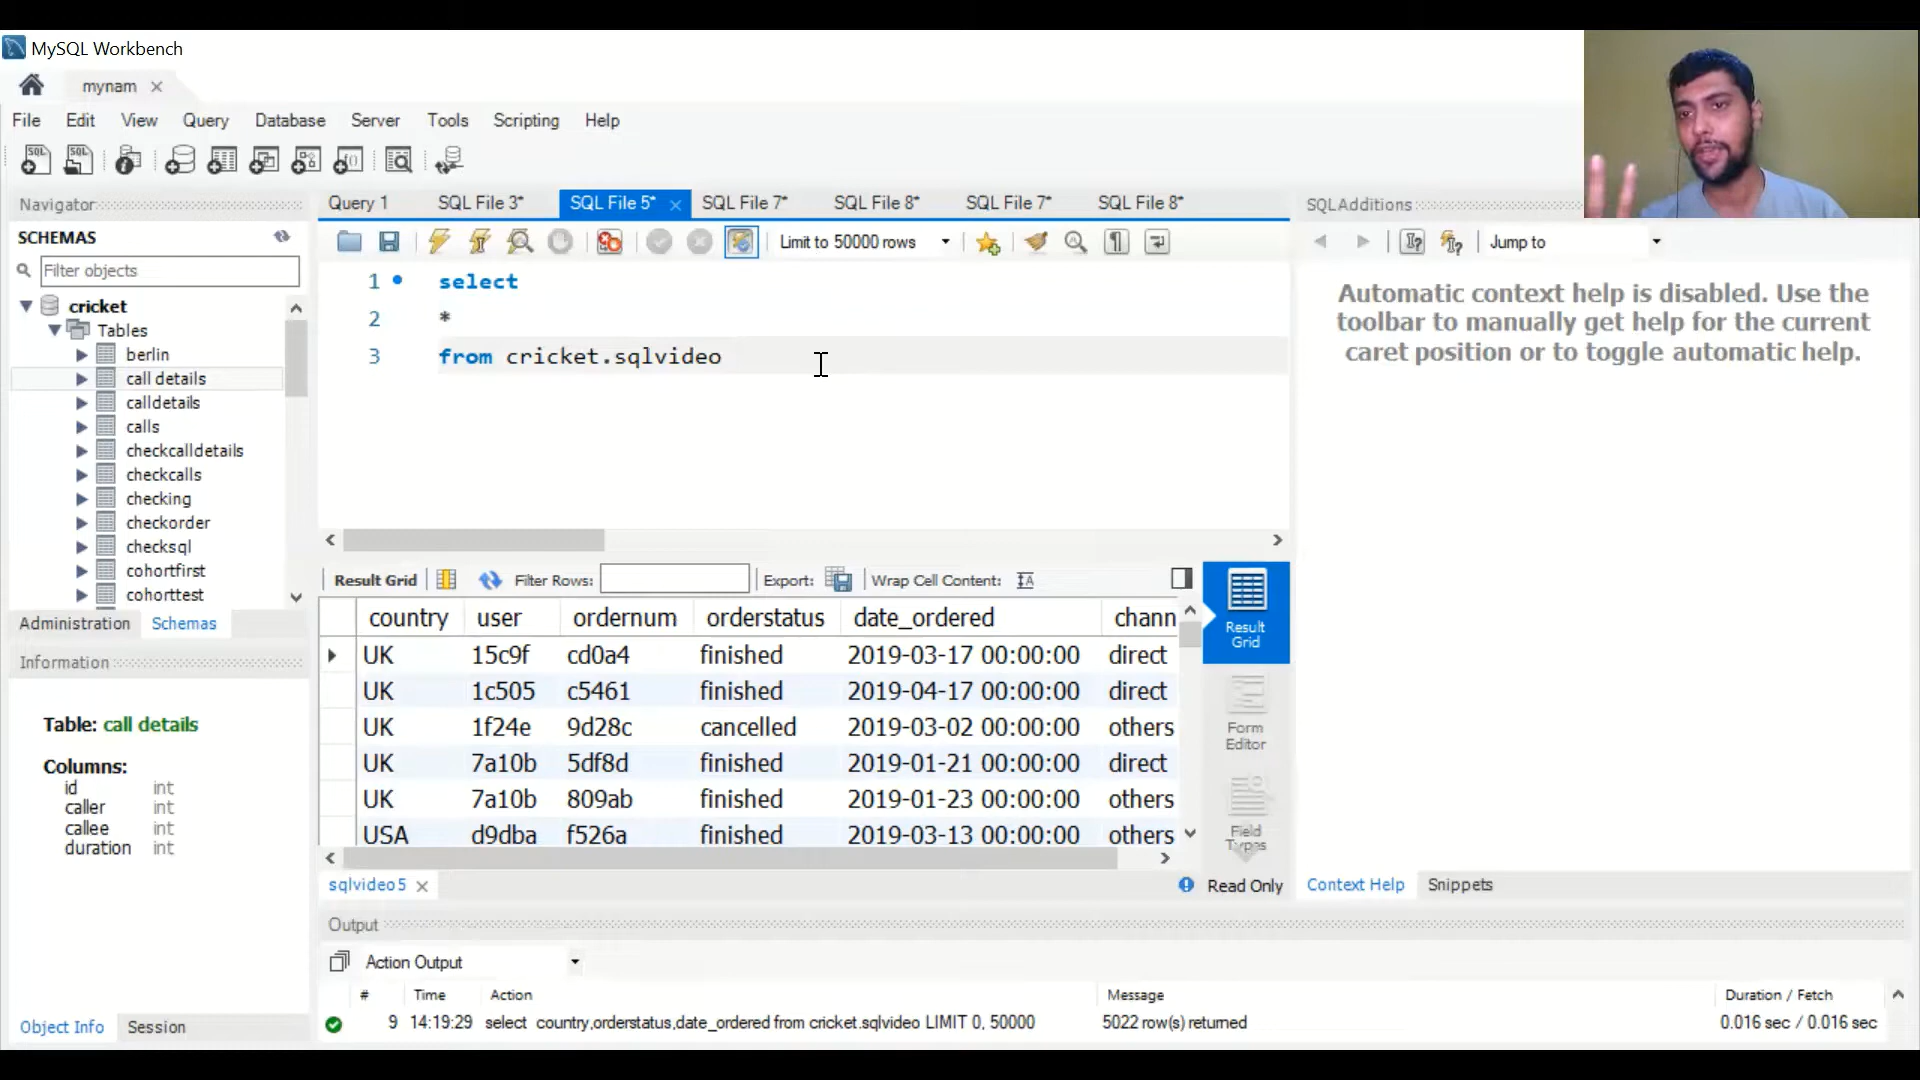 MySQL Workbench
mynam
File Edit View Query Database Server Tools Scripting Help
Navigator
SCHEMAS
Filter objects
cricket
Tables
berlin
call details
calldetails
calls
checkcalldetails
checkcalls
checking
checkorder
checksql
cohortfirst
cohorttest
Administration Schemas
Information
Table: call details
Columns:
id int
caller int
callee int
duration int
Object Info Session
Query 1 SQL File 3* SQL File 5* SQL File 7* SQL File 8* SQL File 7* SQL File 8*
Limit to 50000 rows
1 select
2 *
3 from cricket.sqlvideo
Result Grid Filter Rows: Export: Wrap Cell Content:
country user ordernum orderstatus date_ordered chann
UK 15c9f cd0a4 finished 2019-03-17 00:00:00 direct
UK 1c505 c5461 finished 2019-04-17 00:00:00 direct
UK 1f24e 9d28c cancelled 2019-03-02 00:00:00 others
UK 7a10b 5df8d finished 2019-01-21 00:00:00 direct
UK 7a10b 809ab finished 2019-01-23 00:00:00 others
USA d9dba f526a finished 2019-03-13 00:00:00 others
Result
Grid
Form
Editor
Field
Types
sqlvideo5
Read Only
SQLAdditions
Jump to
Automatic context help is disabled. Use the
toolbar to manually get help for the current
caret position or to toggle automatic help.
Context Help Snippets
Output
Action Output
# Time Action Message Duration / Fetch
9 14:19:29 select country,orderstatus,date_ordered from cricket.sqlvideo LIMIT 0, 50000 5022 row(s) returned 0.016 sec / 0.016 sec